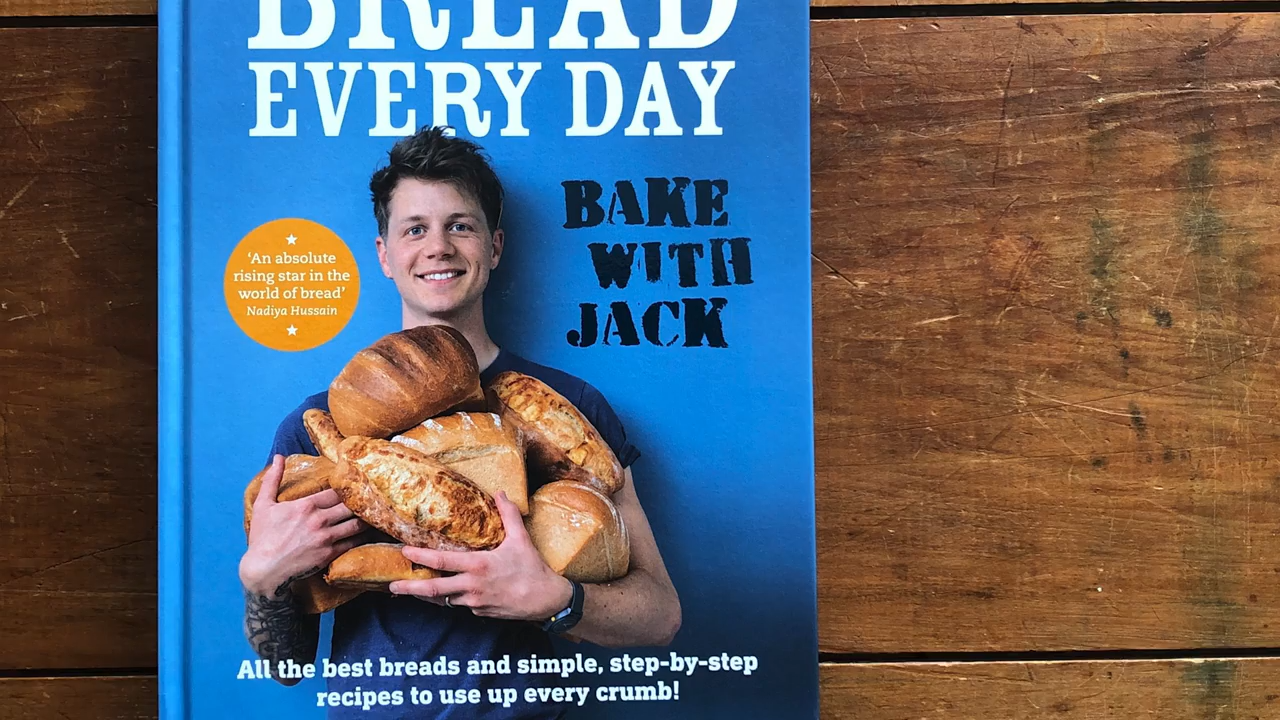 BREAD
EVERY DAY
BAKE
WITH
JACK
‘An absolute
rising star in the
world of bread’
Nadiya Hussain
All the best breads and simple, step-by-step
recipes to use up every crumb!